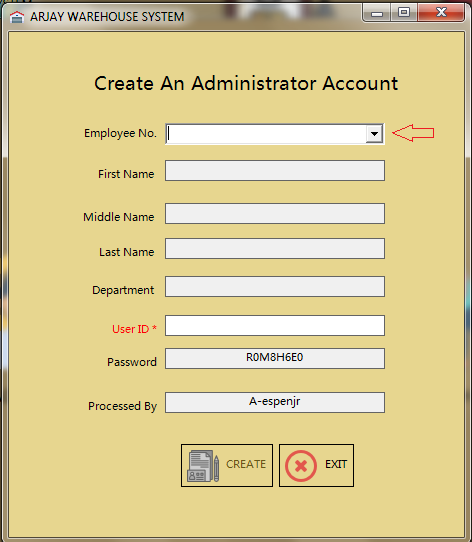 ARJAY WAREHOUSE SYSTEM
Create An Administrator Account
Employee No.
First Name
Middle Name
Last Name
Department
User ID *
Password R0M8H6E0
Processed By A-espenjr
CREATE EXIT